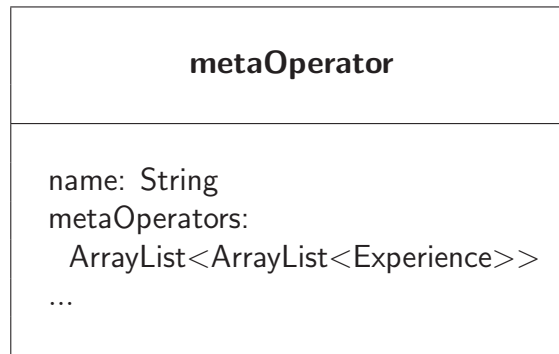 metaOperator
name: String
metaOperators:
ArrayList<ArrayList<Experience>>
...